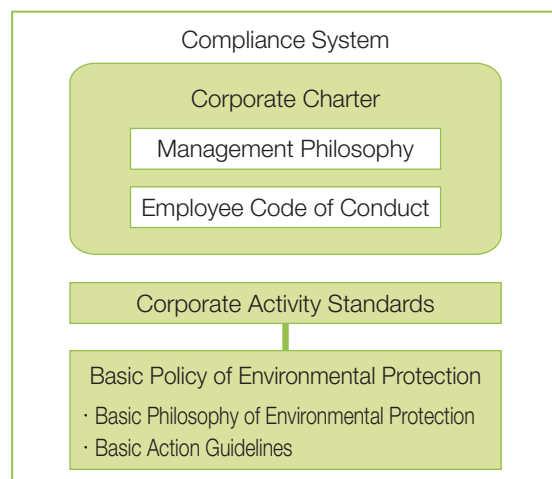 Compliance System
Corporate Charter
Management Philosophy
Employee Code of Conduct
Corporate Activity Standards
Basic Policy of Environmental Protection
· Basic Philosophy of Environmental Protection
· Basic Action Guidelines